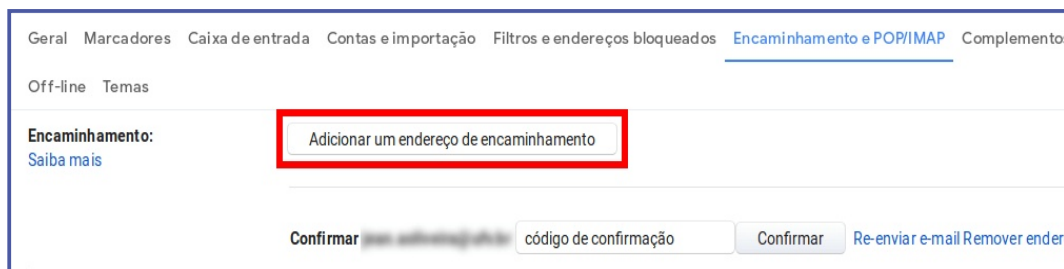 Geral Marcadores Caixa de entrada Contas e importação Filtros e endereços bloqueados Encaminhamento e POP/IMAP Complementos
Off-line Temas
Encaminhamento: Adicionar um endereço de encaminhamento
Saiba mais
Confirmar código de confirmação Confirmar Re-enviar e-mail Remover ender